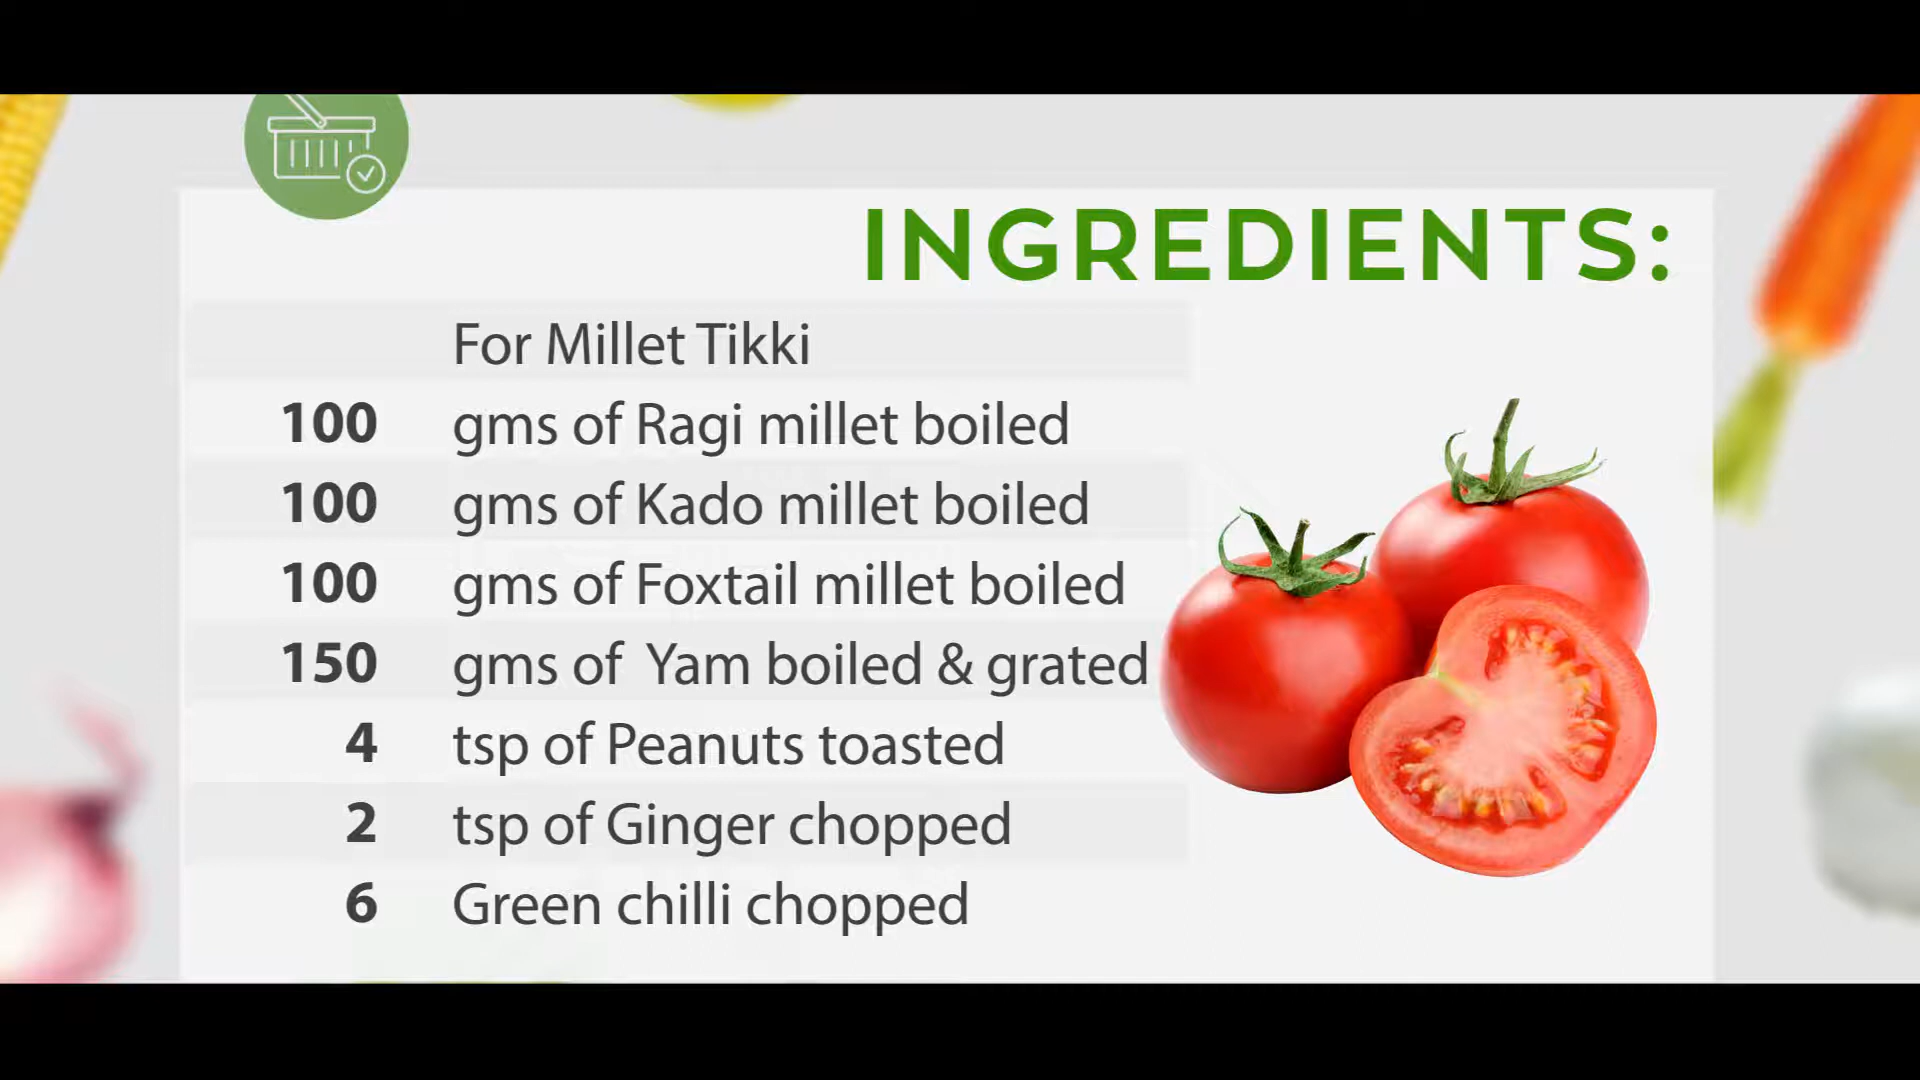 INGREDIENTS:
For Millet Tikki
100 gms of Ragi millet boiled
100 gms of Kado millet boiled
100 gms of Foxtail millet boiled
150 gms of Yam boiled & grated
4 tsp of Peanuts toasted
2 tsp of Ginger chopped
6 Green chilli chopped